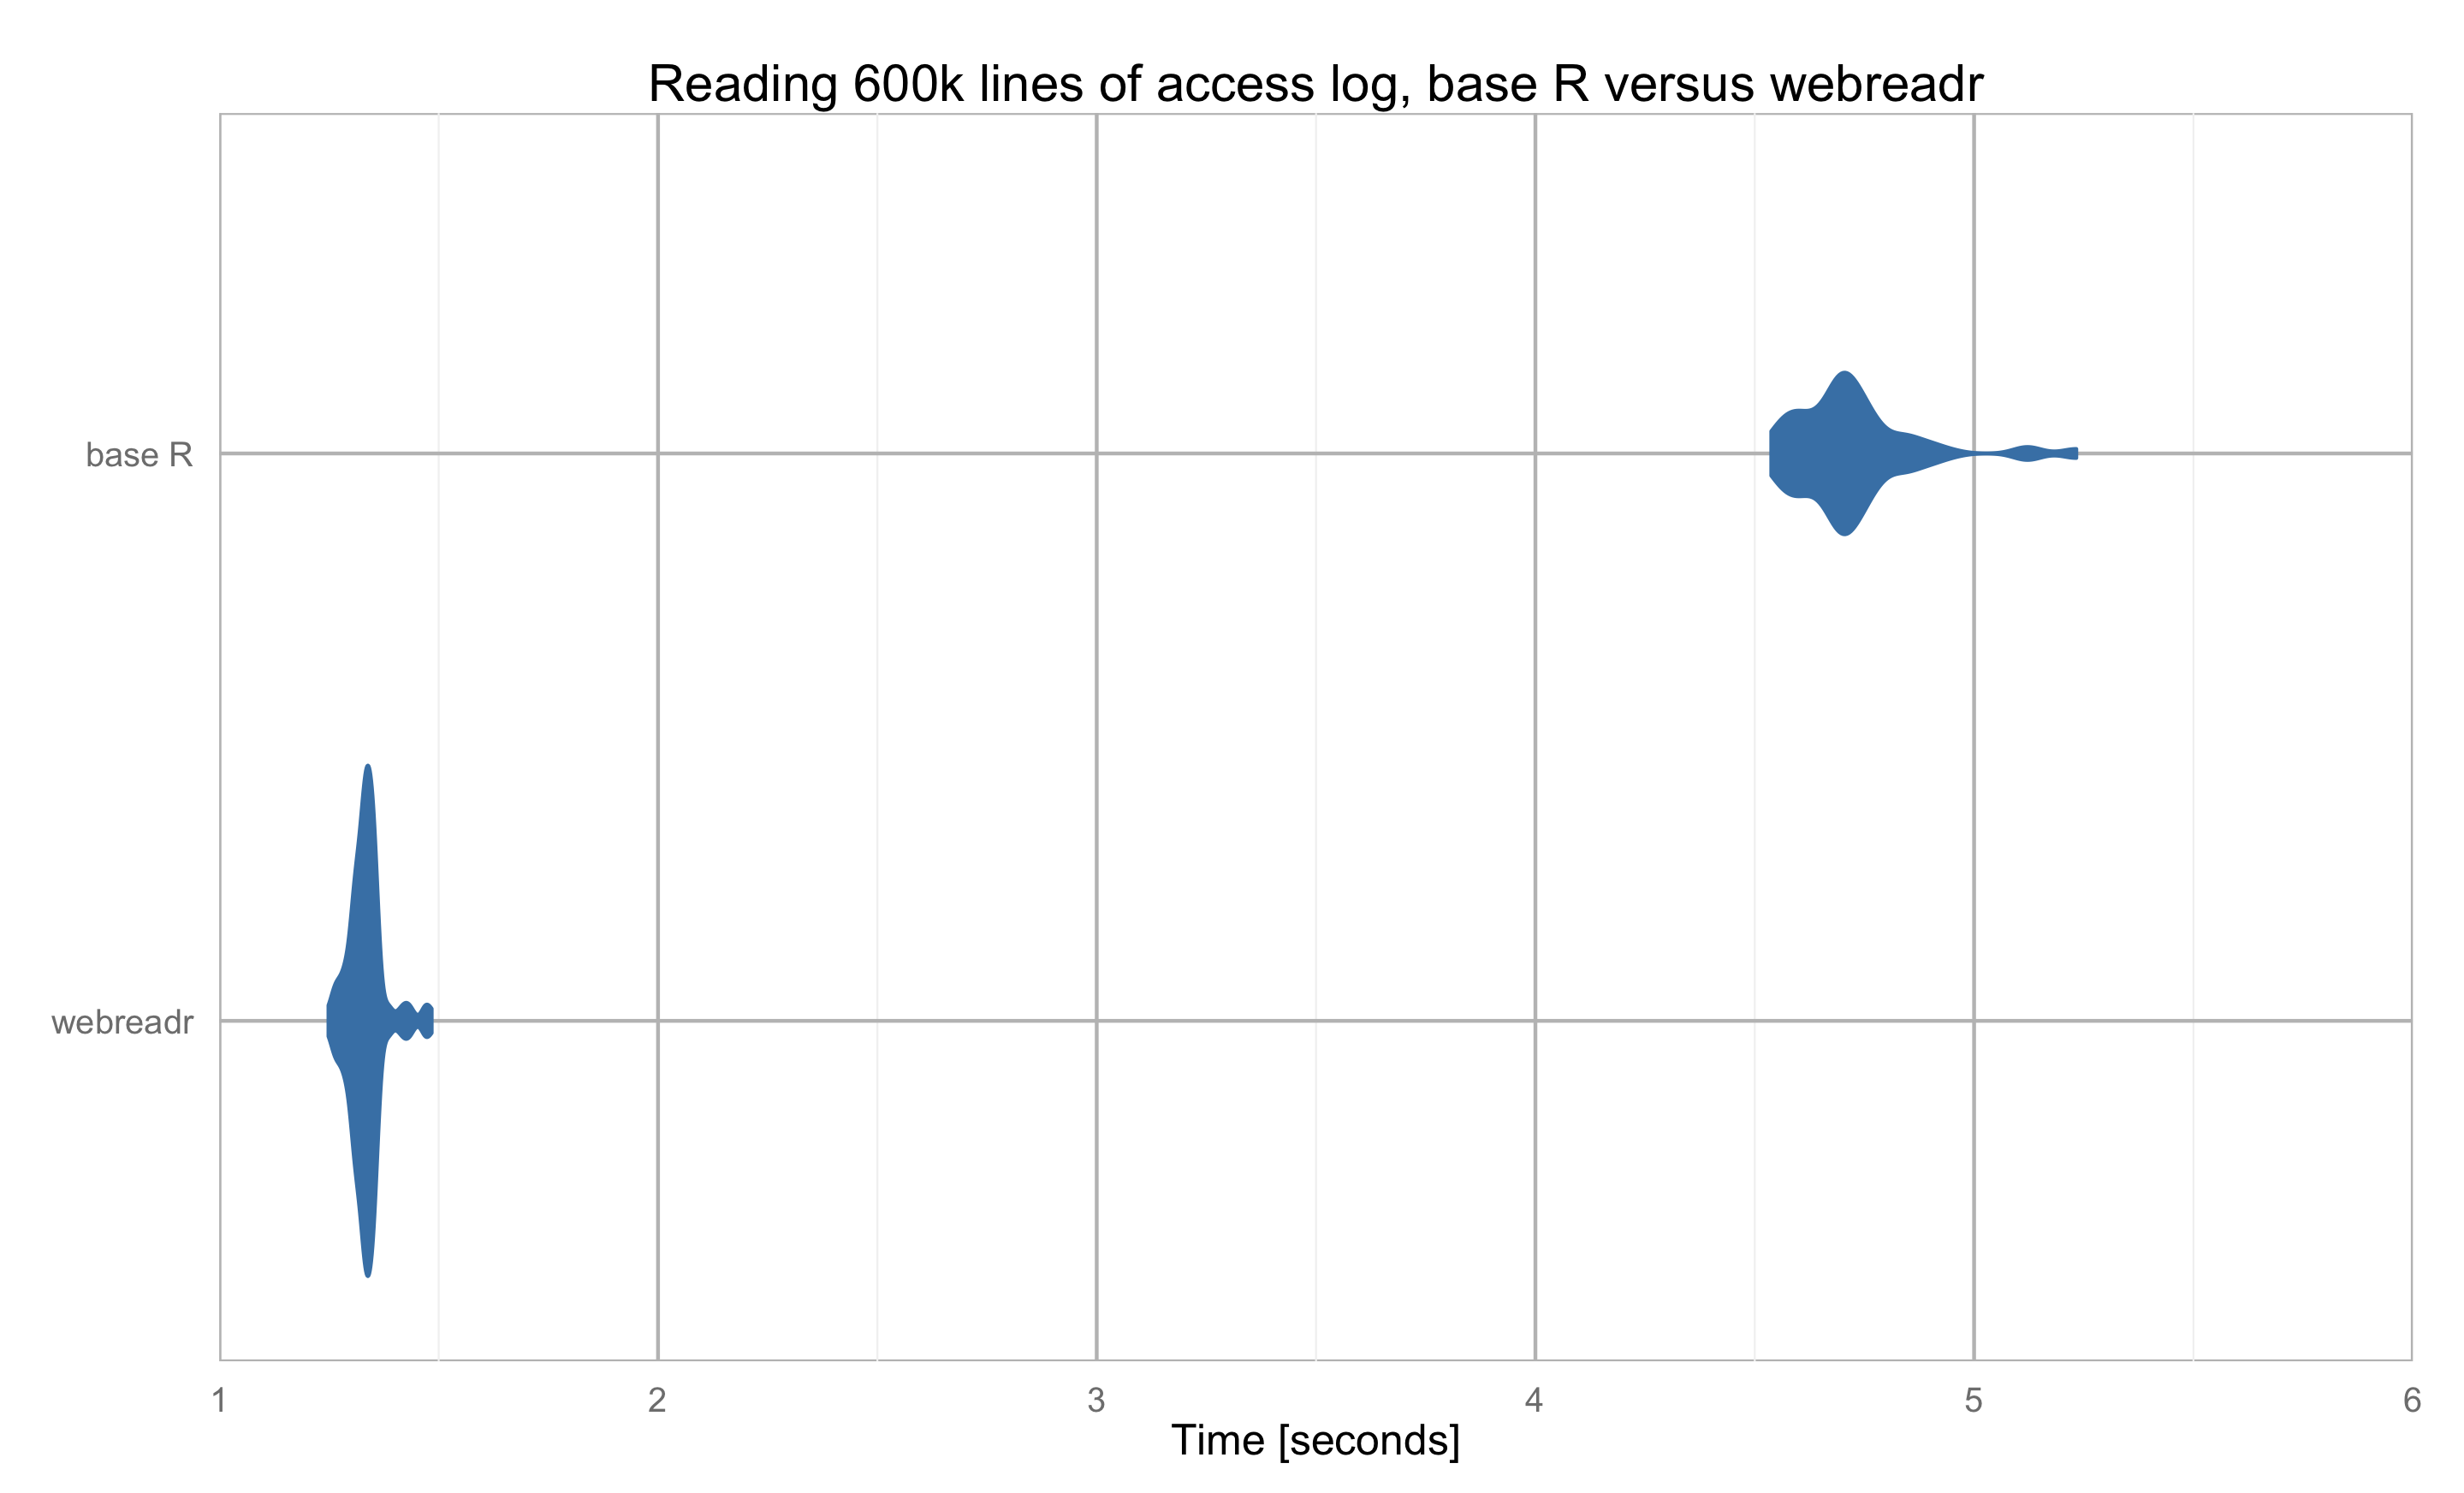 Reading 600k lines of access log, base R versus webreadr
base R
webreadr
1 2 3 4 5 6
Time [seconds]